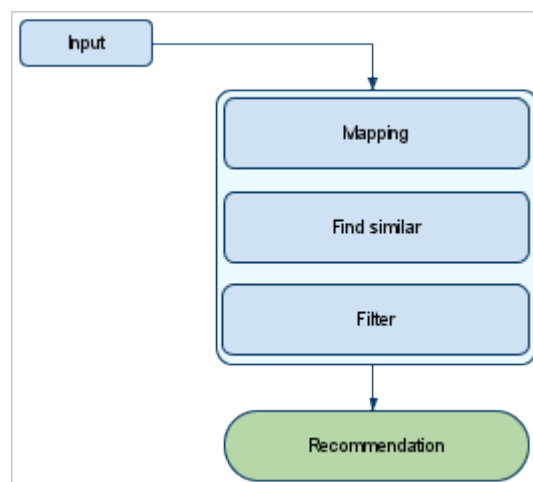 Input
Mapping
Find similar
Filter
Recommendation